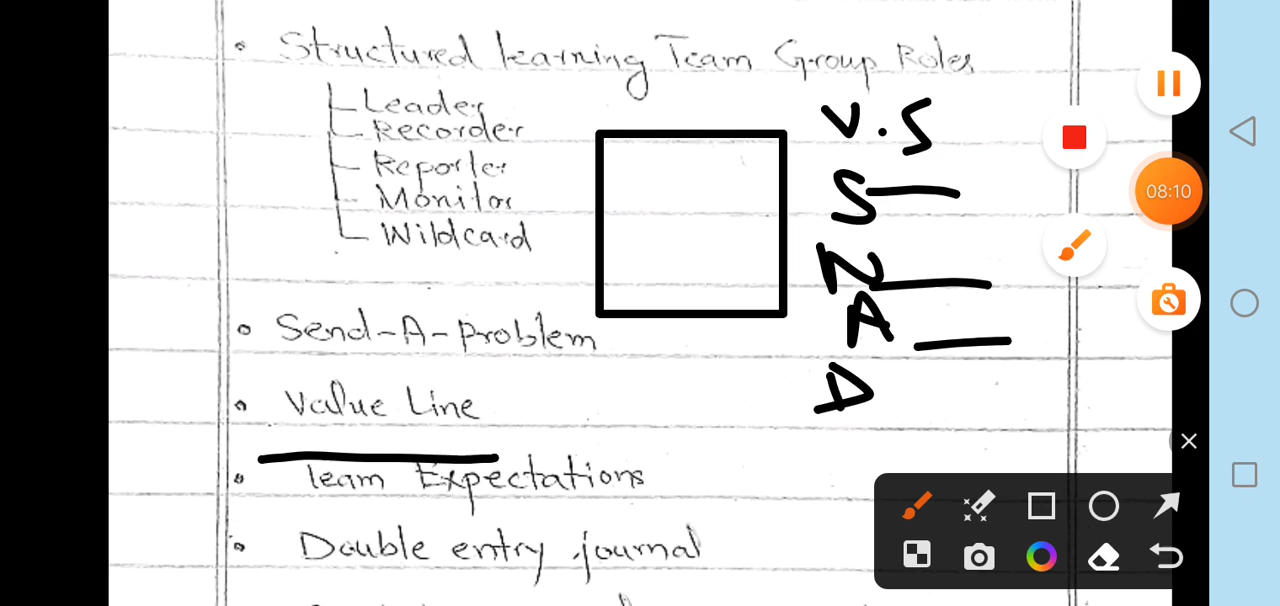 • Structured learning Team Group Roles
Leader
Recorder
Reporter
Monitor
Wildcard
V.S
S
N
A
D
• Send-A-problem
• Value Line
• Team Expectations
• Double entry journal
08:10